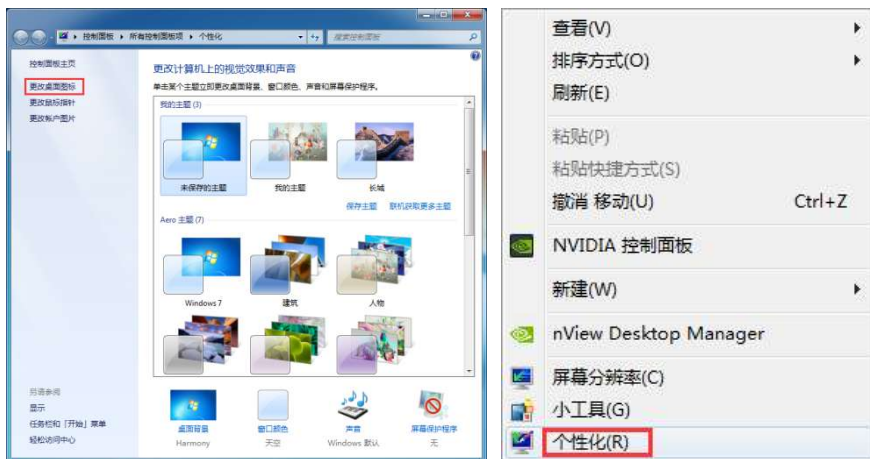 控制面板 ▸ 所有控制面板项 ▸ 个性化
搜索控制面板
控制面板主页
更改桌面图标
更改鼠标指针
更改帐户图片
更改计算机上的视觉效果和声音
单击某个主题立即更改桌面背景、窗口颜色、声音和屏幕保护程序。
我的主题 (3)
未保存的主题
我的主题
长城
保存主题
联机获取更多主题
Aero 主题 (7)
Windows 7
建筑
人物
另请参阅
显示
任务栏和「开始」菜单
轻松访问中心
桌面背景
Harmony
窗口颜色
天空
声音
Windows 默认
屏幕保护程序
无
查看(V)
排序方式(O)
刷新(E)
粘贴(P)
粘贴快捷方式(S)
撤消 移动(U) Ctrl+Z
NVIDIA 控制面板
新建(W)
nView Desktop Manager
屏幕分辨率(C)
小工具(G)
个性化(R)